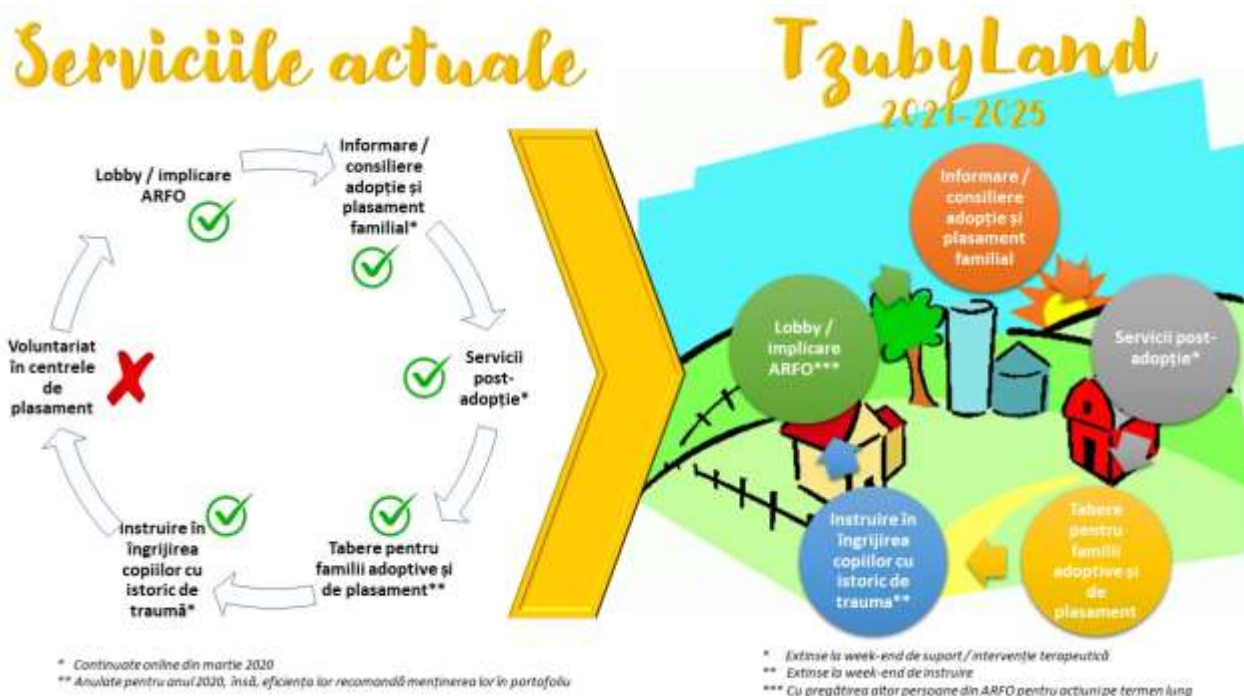 Serviciile actuale
Lobby / implicare
ARFO
Informare /
consiliere
adopție și
plasament
familial*
Servicii
post-
adopție*
Tabere pentru
familii adoptive și
de plasament**
Instruire în
îngrijirea
copiilor cu
istoric de
traumă*
Voluntariat
în centrele
de
plasament
* Continuate online din martie 2020
** Anulate pentru anul 2020, însă, eficiența lor recomandă menținerea lor în portofoliu
TzubyLand
2021-2025
Informare /
consiliere
adopție și
plasament
familial
Servicii post-
adopție*
Tabere
pentru
familii
adoptive și
de
plasament
Instruire în
îngrijirea
copiilor cu
istoric de
trauma**
Lobby /
implicare
ARFO***
* Extinse la week-end de suport / intervenție terapeutică
** Extinse la week-end de instruire
*** Cu pregătirea altor persoane din ARFO pentru acțiuni pe termen lung